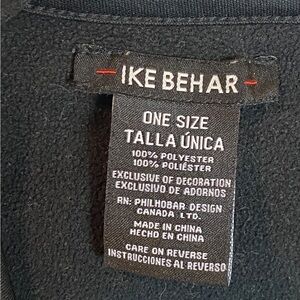 IKE BEHAR
ONE SIZE
TALLA ÚNICA
100% POLYESTER
100% POLIÉSTER
EXCLUSIVE OF DECORATION
EXCLUSIVO DE ADORNOS
RN: PHILHOBAR DESIGN
CANADA LTD.
MADE IN CHINA
HECHO EN CHINA
CARE ON REVERSE
INSTRUCCIONES AL REVERSO